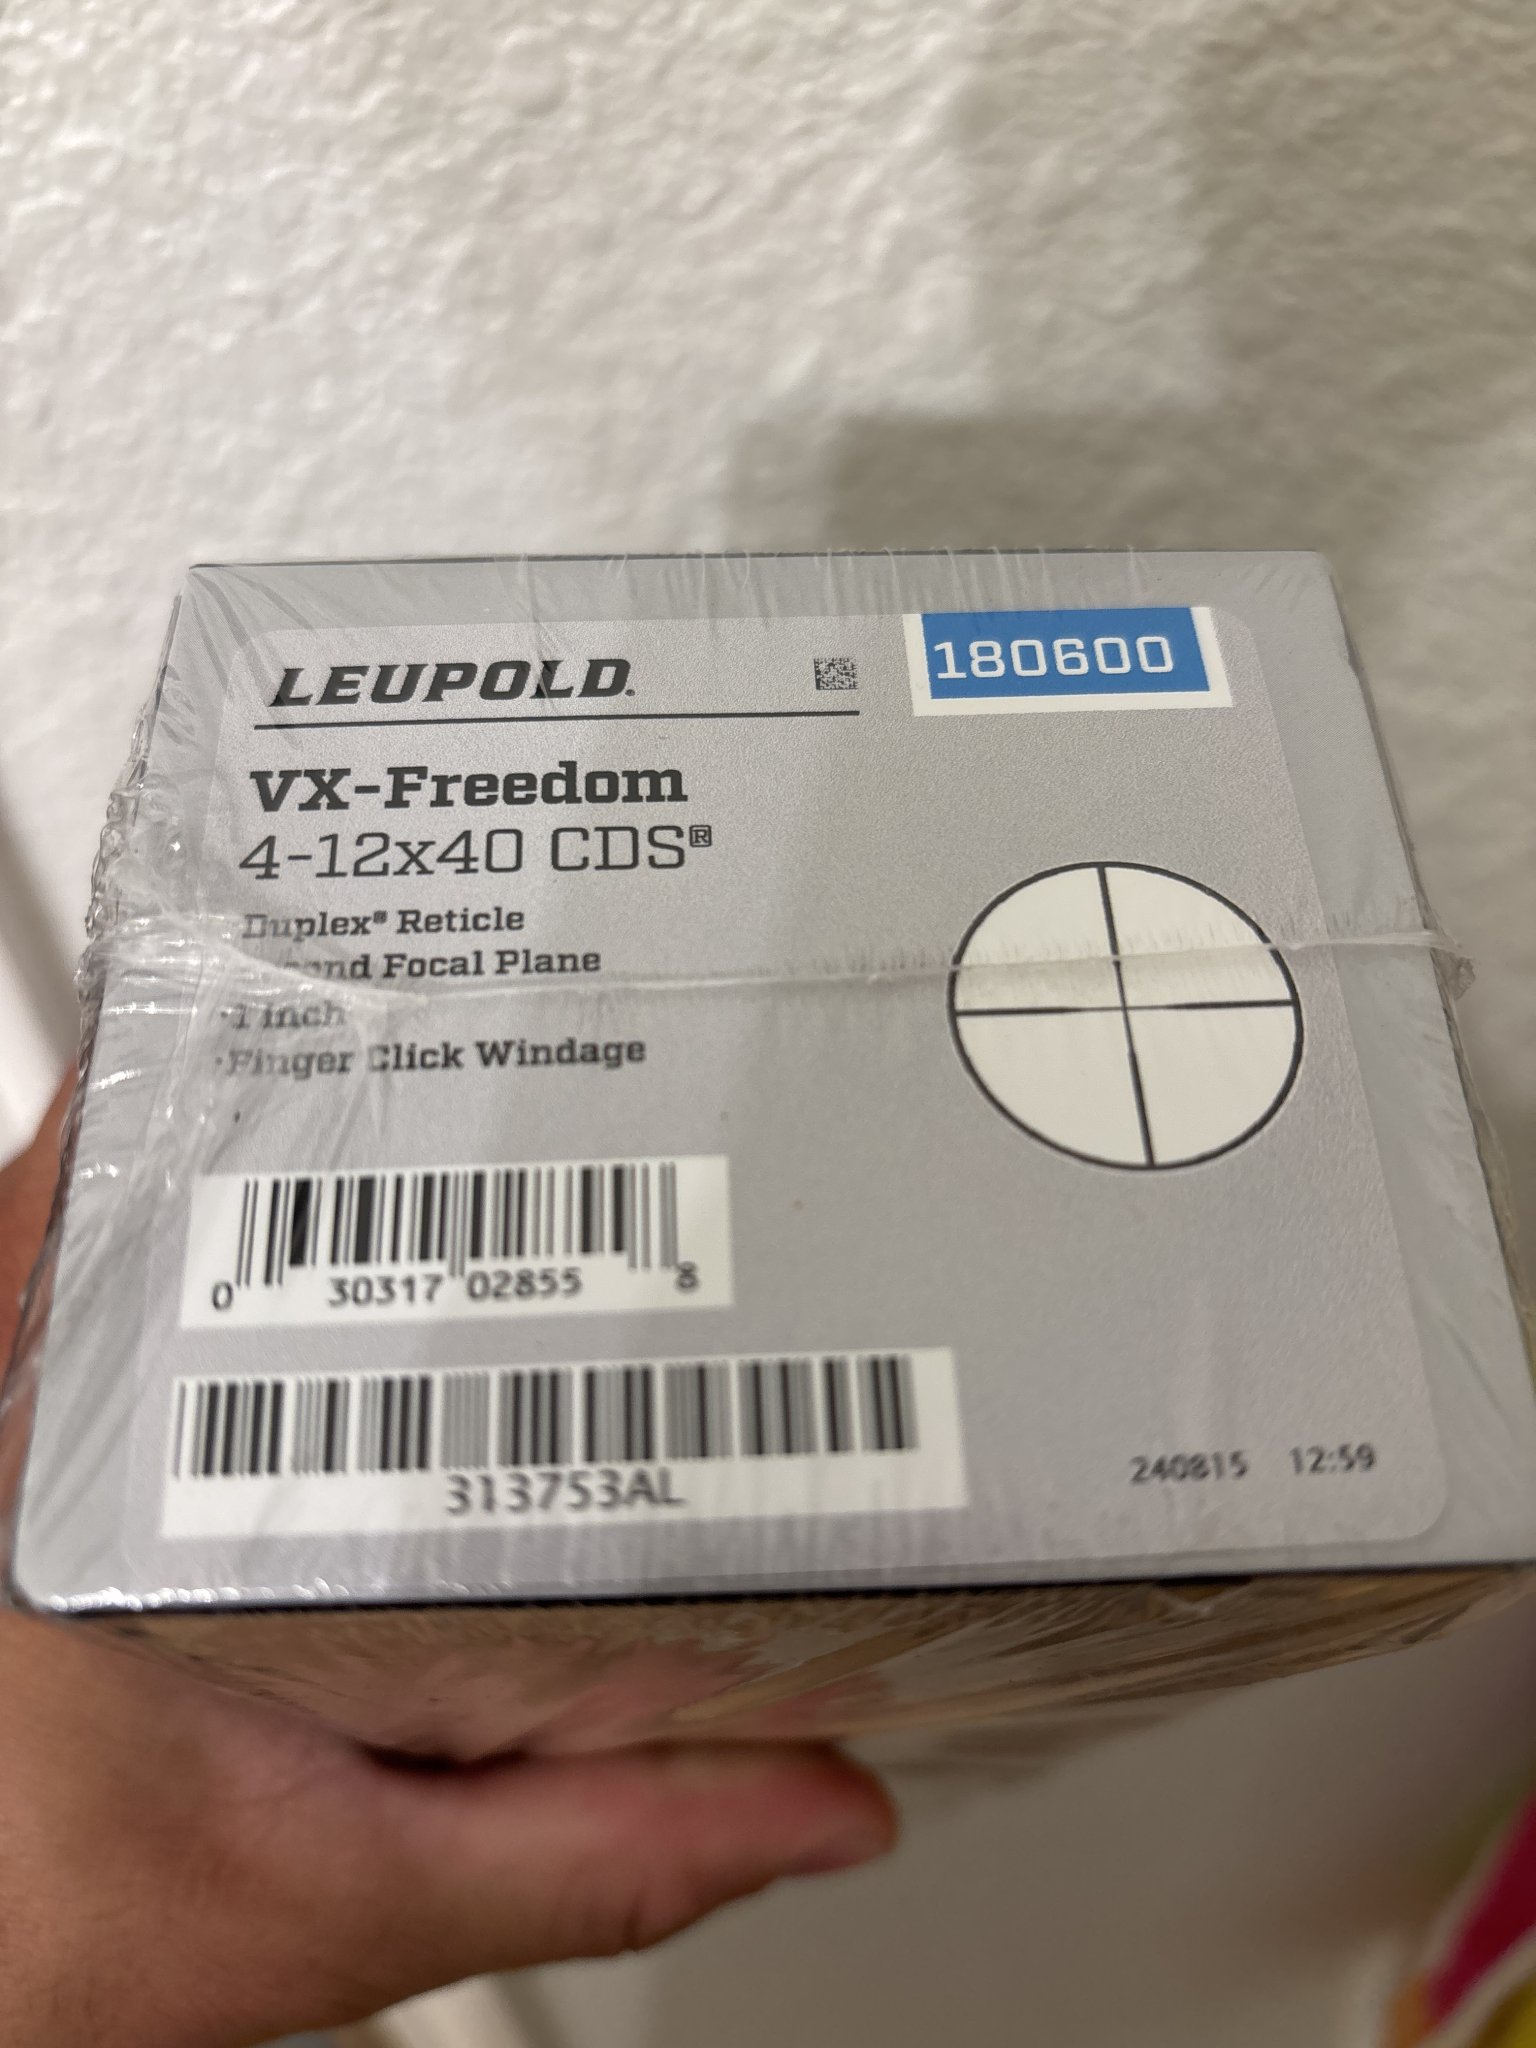 LEUPOLD.
180600
VX-Freedom
4-12x40 CDS®
Duplex® Reticle
Focal Plane
·1 inch
·Finger Click Windage
0 30317 02855 8
313753AL
240815 12:59